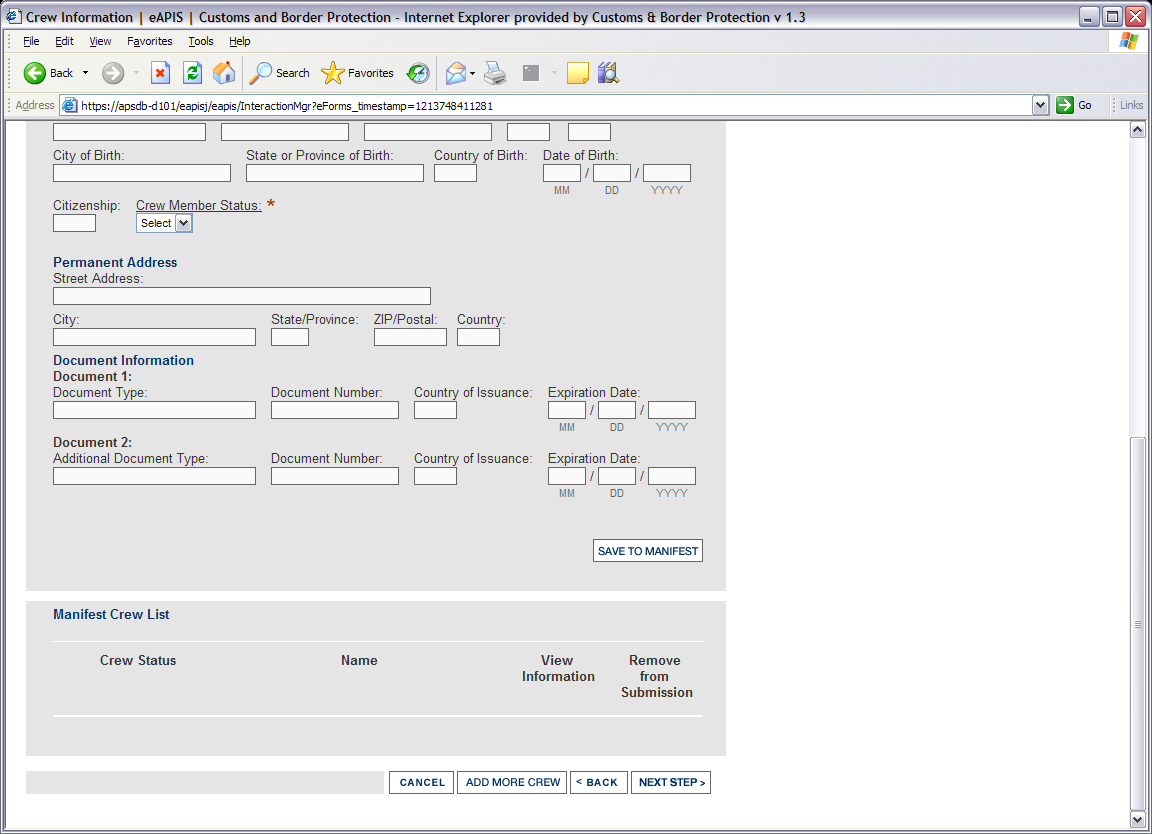 Crew Information | eAPIS | Customs and Border Protection - Internet Explorer provided by Customs & Border Protection v 1.3
File Edit View Favorites Tools Help
Back Search Favorites
Address https://apsdb-d101/eapisj/eapis/InteractionMgr?eForms_timestamp=1213748411281 Go Links
City of Birth: State or Province of Birth: Country of Birth: Date of Birth:
/ /
MM DD YYYY
Citizenship: Crew Member Status: *
Select
Permanent Address
Street Address:
City: State/Province: ZIP/Postal: Country:
Document Information
Document 1:
Document Type: Document Number: Country of Issuance: Expiration Date:
/ /
MM DD YYYY
Document 2:
Additional Document Type: Document Number: Country of Issuance: Expiration Date:
/ /
MM DD YYYY
SAVE TO MANIFEST
Manifest Crew List
Crew Status Name View Information Remove from Submission
CANCEL ADD MORE CREW < BACK NEXT STEP >